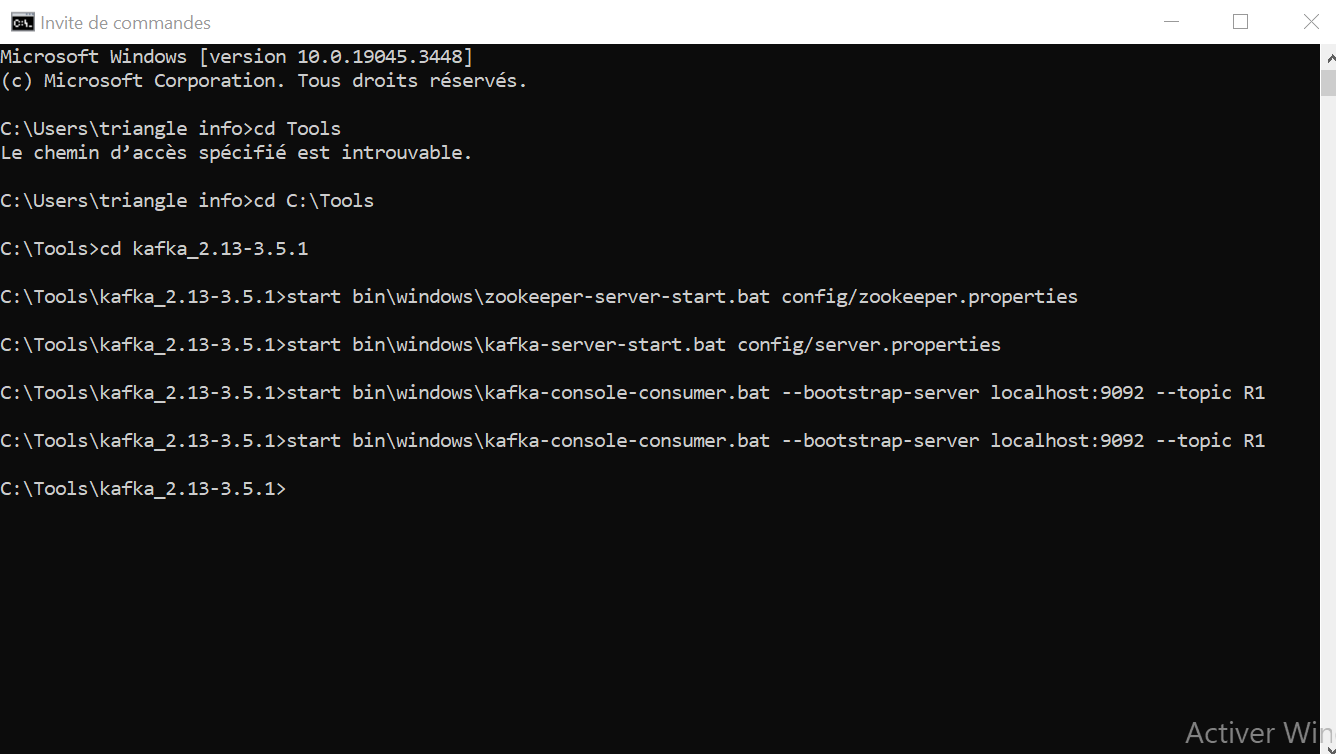 Invite de commandes
Microsoft Windows [version 10.0.19045.3448]
(c) Microsoft Corporation. Tous droits réservés.
C:\Users\triangle info>cd Tools
Le chemin d’accès spécifié est introuvable.
C:\Users\triangle info>cd C:\Tools
C:\Tools>cd kafka_2.13-3.5.1
C:\Tools\kafka_2.13-3.5.1>start bin\windows\zookeeper-server-start.bat config/zookeeper.properties
C:\Tools\kafka_2.13-3.5.1>start bin\windows\kafka-server-start.bat config/server.properties
C:\Tools\kafka_2.13-3.5.1>start bin\windows\kafka-console-consumer.bat --bootstrap-server localhost:9092 --topic R1
C:\Tools\kafka_2.13-3.5.1>start bin\windows\kafka-console-consumer.bat --bootstrap-server localhost:9092 --topic R1
C:\Tools\kafka_2.13-3.5.1>
Activer Win